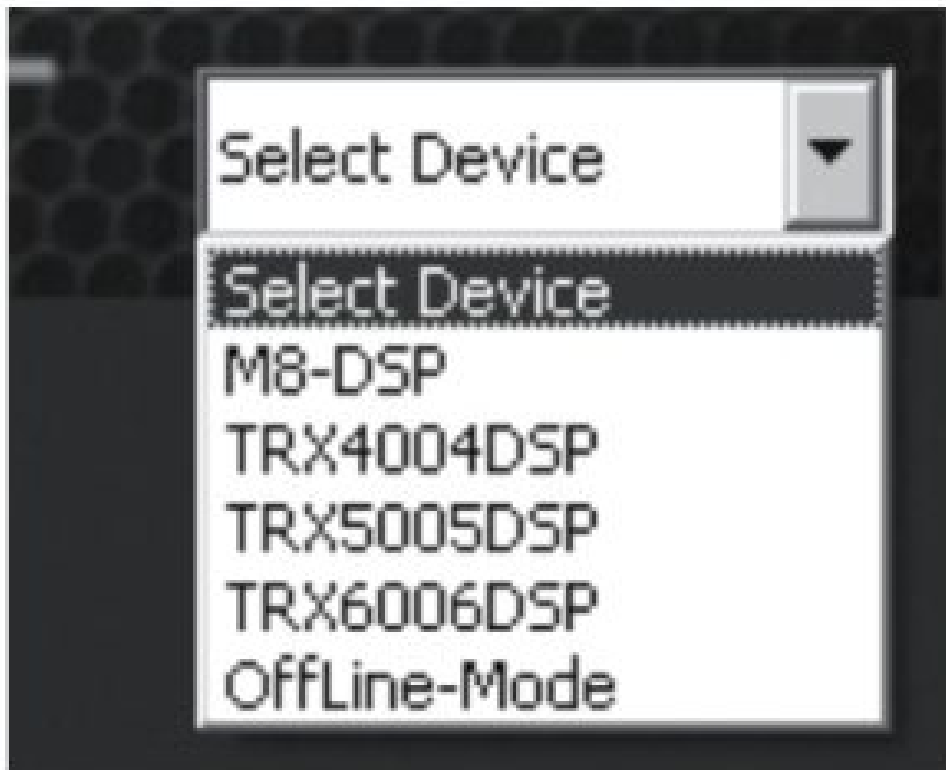 Select Device
Select Device
M8-DSP
TRX4004DSP
TRX5005DSP
TRX6006DSP
OffLine-Mode